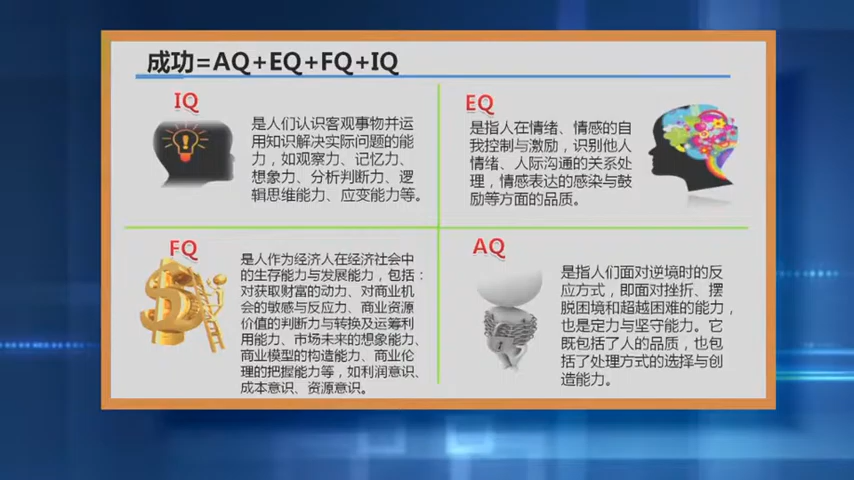 成功=AQ+EQ+FQ+IQ
IQ
是人们认识客观事物并运
用知识解决实际问题的能
力，如观察力、记忆力、
想象力、分析判断力、逻
辑思维能力、应变能力等。
EQ
是指人在情绪、情感的自
我控制与激励，识别他人
情绪、人际沟通的关系处
理，情感表达的感染与鼓
励等方面的品质。
FQ
是人作为经济人在经济社会中
的生存能力与发展能力，包括：
对获取财富的动力、对商业机
会的敏感与反应力、商业资源
价值的判断力与转换及运筹利
用能力、市场未来的想象能力、
商业模型的构造能力、商业伦
理的把握能力等，如利润意识、
成本意识、资源意识。
AQ
是指人们面对逆境时的反
应方式，即面对挫折、摆
脱困境和超越困难的能力，
也是定力与坚守能力。它
既包括了人的品质，也包
括了处理方式的选择与创
造能力。